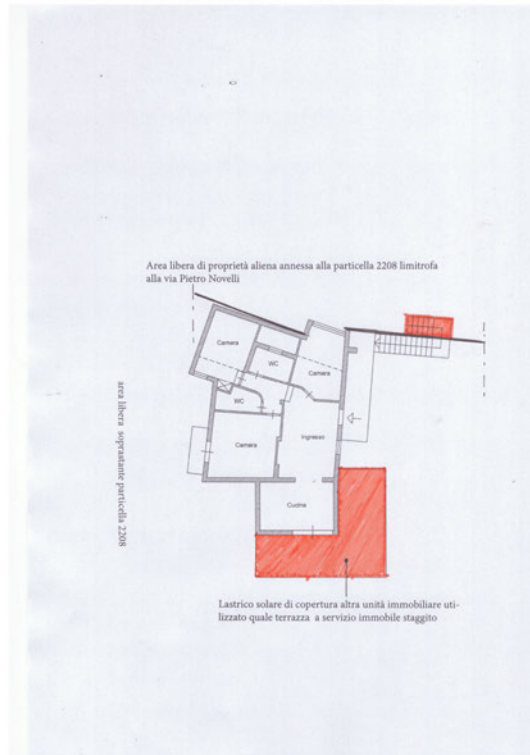 Area libera di proprietà aliena annessa alla particella 2208 limitrofa
alla via Pietro Novelli
Camera
WC
Camera
WC
Camera
Ingresso
Cucina
area libera soprastante particella 2208
Lastrico solare di copertura altra unità immobiliare uti-
lizzato quale terrazza a servizio immobile staggito